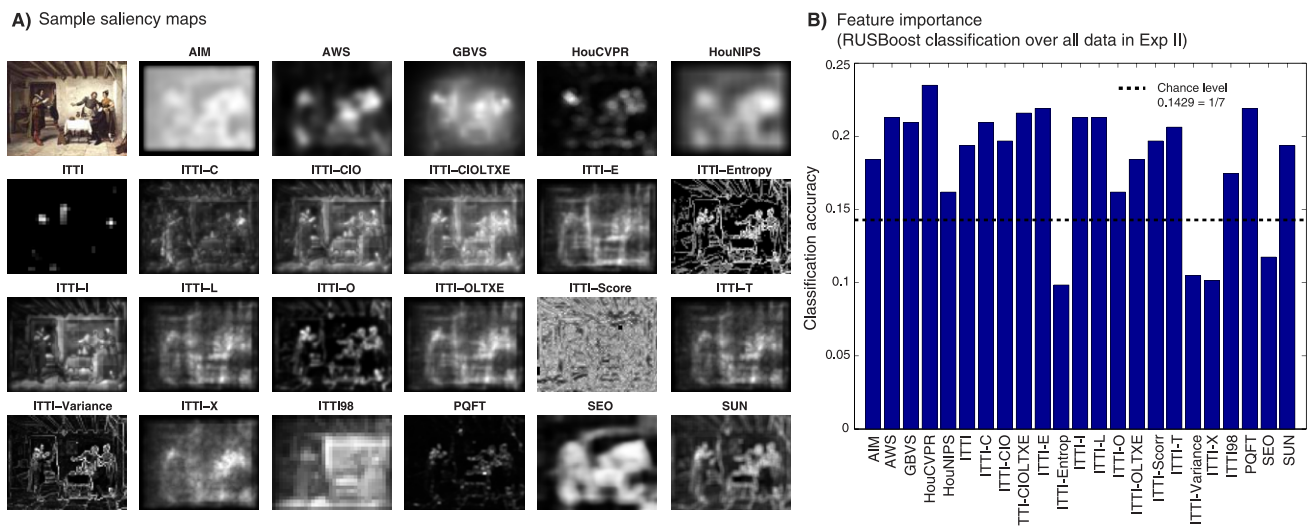 A) Sample saliency maps
AIM
AWS
GBVS
HouCVPR
HouNIPS
ITTI
ITTI–C
ITTI–CIO
ITTI–CIOLTXE
ITTI–E
ITTI–Entropy
ITTI–I
ITTI–L
ITTI–O
ITTI–OLTXE
ITTI–Score
ITTI–T
ITTI–Variance
ITTI–X
ITTI98
PQFT
SEO
SUN
B) Feature importance
(RUSBoost classification over all data in Exp II)
0.25
0.2
0.15
0.1
0.05
0
Classification accuracy
Chance level
0.1429 = 1/7
AIM
AWS
GBVS
HouCVPR
HouNIPS
ITTI
ITTI–C
ITTI–CIO
TTI–CIOLTXE
ITTI–E
ITTI–Entrop
ITTI–I
ITTI–L
ITTI–O
ITTI–OLTXE
ITTI–Scorr
ITTI–T
ITTI–Variance
ITTI–X
ITTI98
PQFT
SEO
SUN